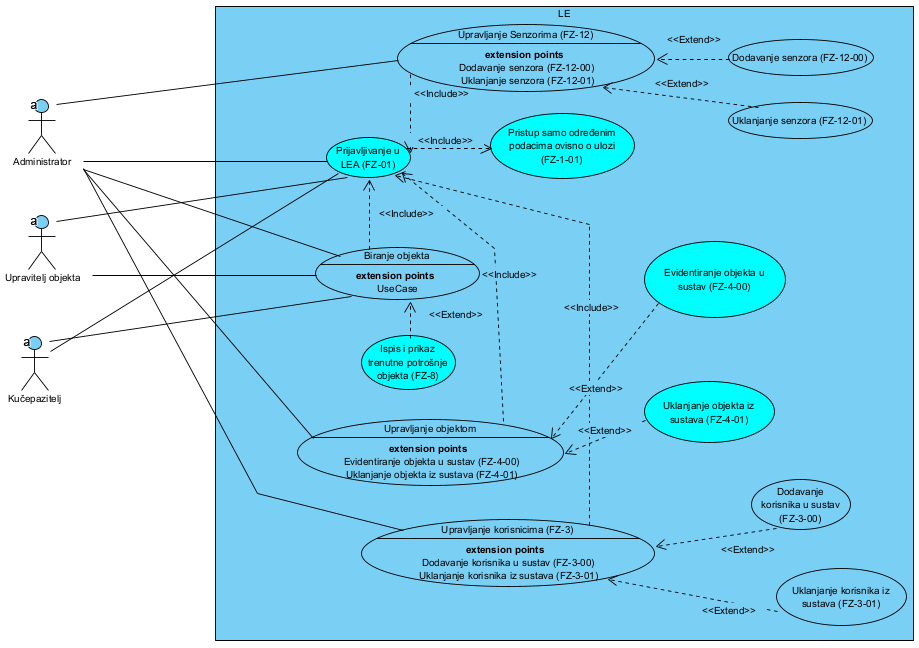 LE
Upravljanje Senzorima (FZ-12)
extension points
Dodavanje senzora (FZ-12-00)
Uklanjanje senzora (FZ-12-01)
<<Extend>>
Dodavanje senzora (FZ-12-00)
<<Extend>>
Uklanjanje senzora (FZ-12-01)
<<Include>>
a
Administrator
Prijavljivanje u
LEA (FZ-01)
<<Include>>
Pristup samo određenim
podacima ovisno o ulozi
(FZ-1-01)
a
Upravitelj objekta
<<Include>>
Biranje objekta
extension points
UseCase
<<Include>>
Evidentiranje objekta u
sustav (FZ-4-00)
<<Include>>
<<Extend>>
a
Kućepazitelj
Ispis i prikaz
trenutne potrošnje
objekta (FZ-8)
<<Extend>>
Uklanjanje objekta iz
sustava (FZ-4-01)
<<Extend>>
Upravljanje objektom
extension points
Evidentiranje objekta u sustav (FZ-4-00)
Uklanjanje objekta iz sustava (FZ-4-01)
Dodavanje
korisnika u sustav
(FZ-3-00)
Upravljanje korisnicima (FZ-3)
extension points
Dodavanje korisnika u sustav (FZ-3-00)
Uklanjanje korisnika iz sustava (FZ-3-01)
<<Extend>>
Uklanjanje korisnika iz
sustava (FZ-3-01)
<<Extend>>